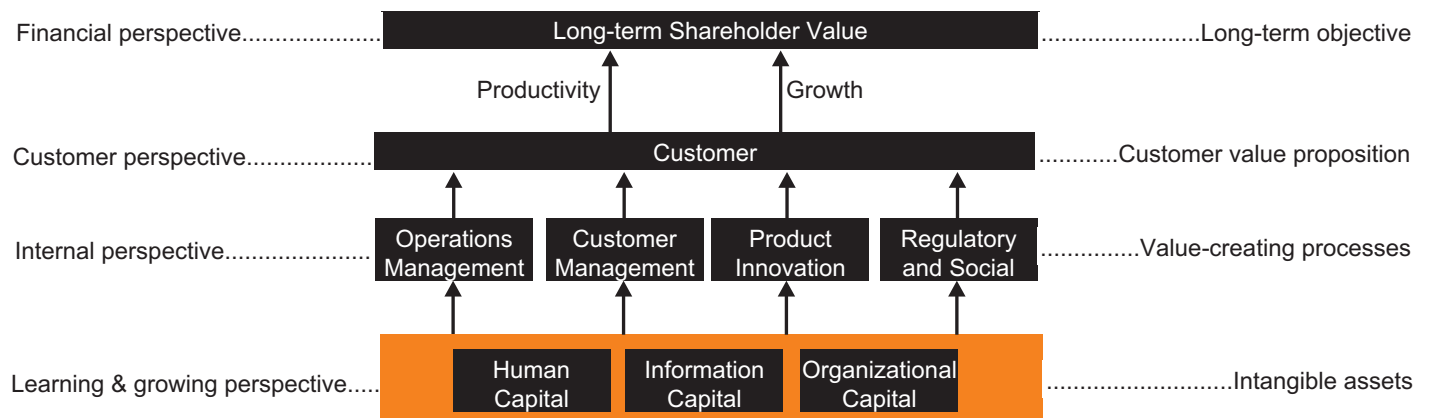 Financial perspective...................... Long-term Shareholder Value .........................Long-term objective
Productivity Growth
Customer perspective.................... Customer ............Customer value proposition
Internal perspective....................... Operations Management Customer Management Product Innovation Regulatory and Social ...............Value-creating processes
Learning & growing perspective..... Human Capital Information Capital Organizational Capital .............................Intangible assets